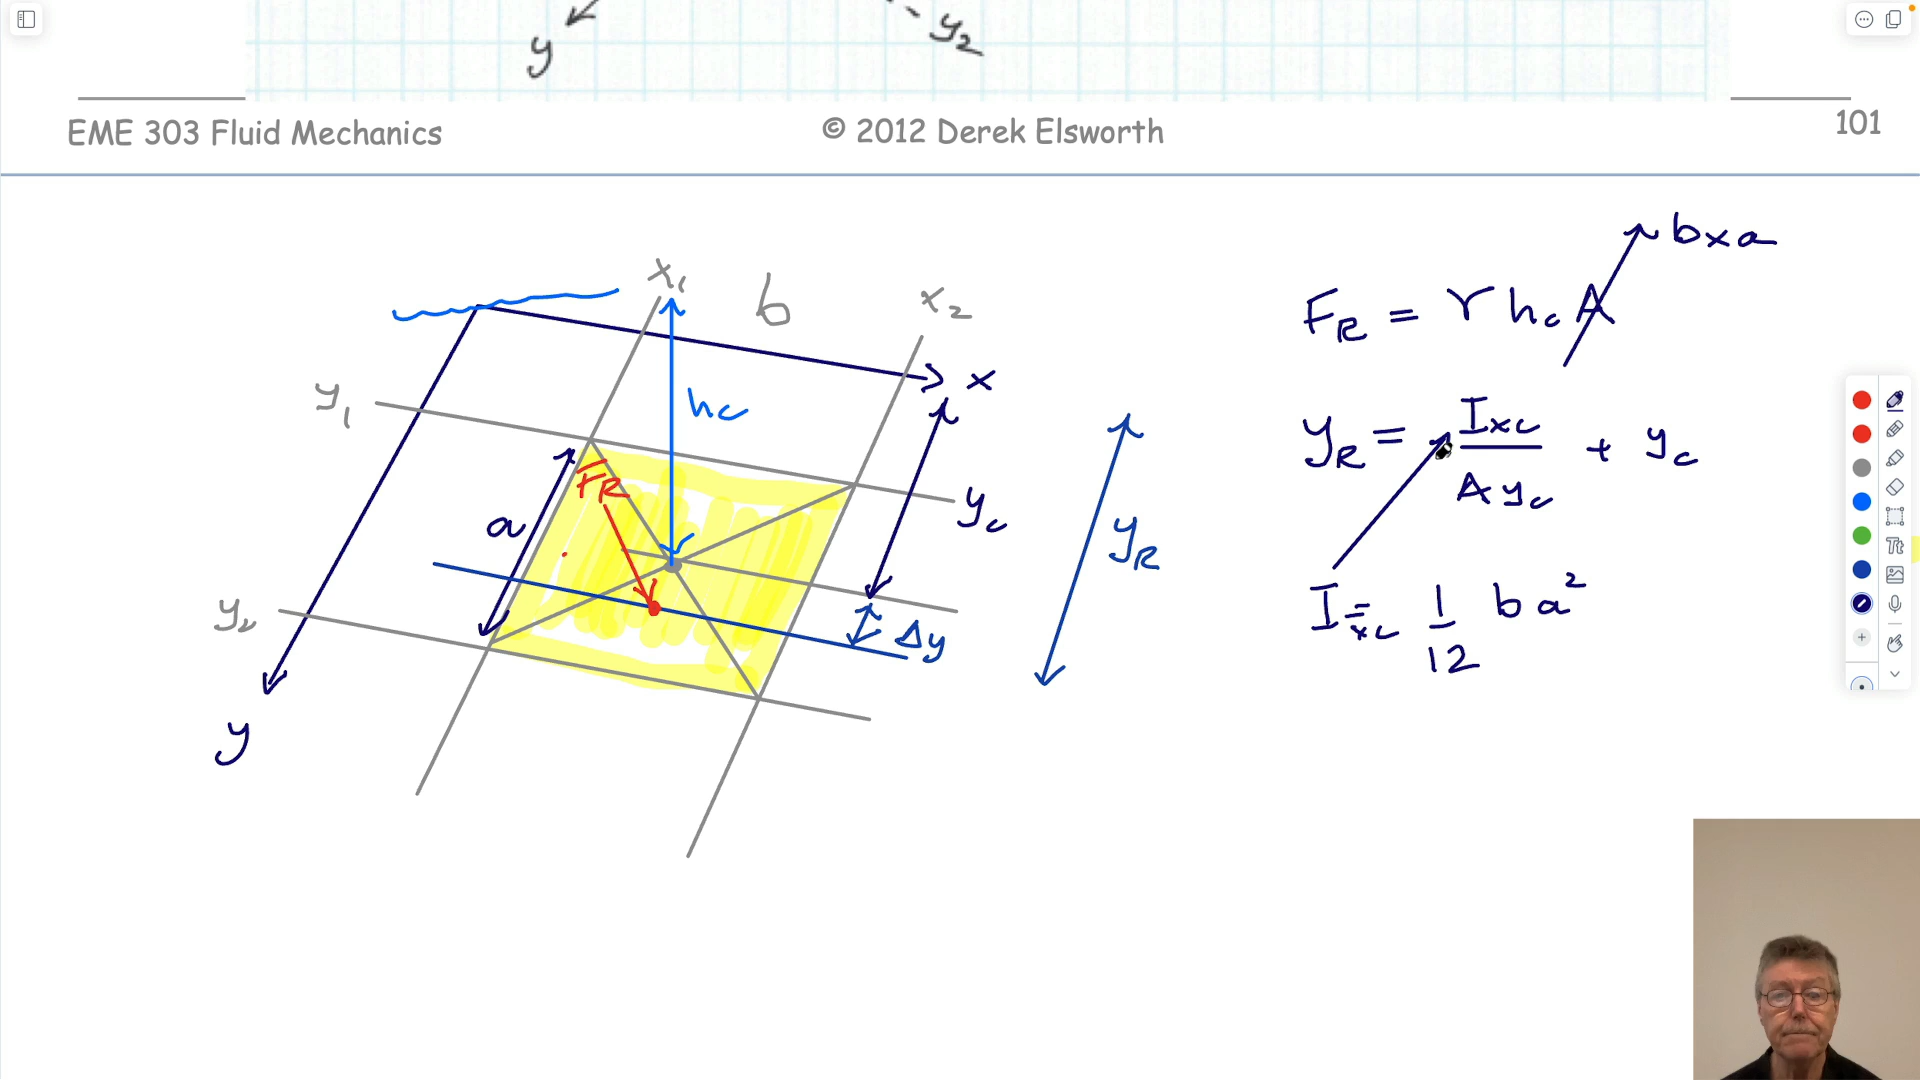 y
y₂
EME 303 Fluid Mechanics
© 2012 Derek Elsworth
101
x₁
b
x₂
x
y₁
hc
yc
a
FR
yR
y₂
Δy
y
b x a
FR = γ hc A
yR = Ixc / A yc + yc
Ixc = 1/12 b a²
Tt